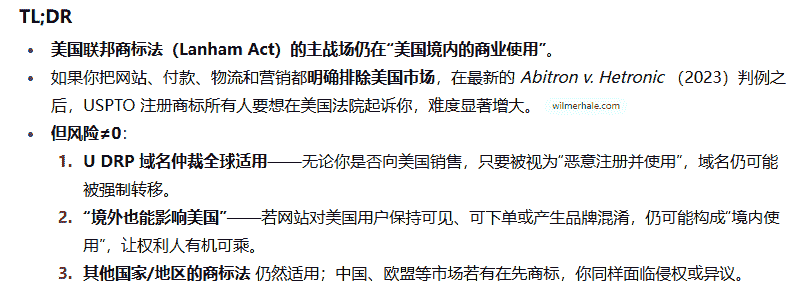 TL;DR
• 美国联邦商标法（Lanham Act）的主战场仍在“美国境内的商业使用”。
• 如果你把网站、付款、物流和营销都明确排除美国市场，在最新的 Abitron v. Hetronic （2023）判例之
后，USPTO 注册商标所有人要想在美国法院起诉你，难度显著增大。 wilmerhale.com
• 但风险≠0：
1. U DRP 域名仲裁全球适用——无论你是否向美国销售，只要被视为“恶意注册并使用”，域名仍可能
被强制转移。
2. “境外也能影响美国”——若网站对美国用户保持可见、可下单或产生品牌混淆，仍可能构成“境内使
用”，让权利人有机可乘。
3. 其他国家/地区的商标法 仍然适用；中国、欧盟等市场若有在先商标，你同样面临侵权或异议。